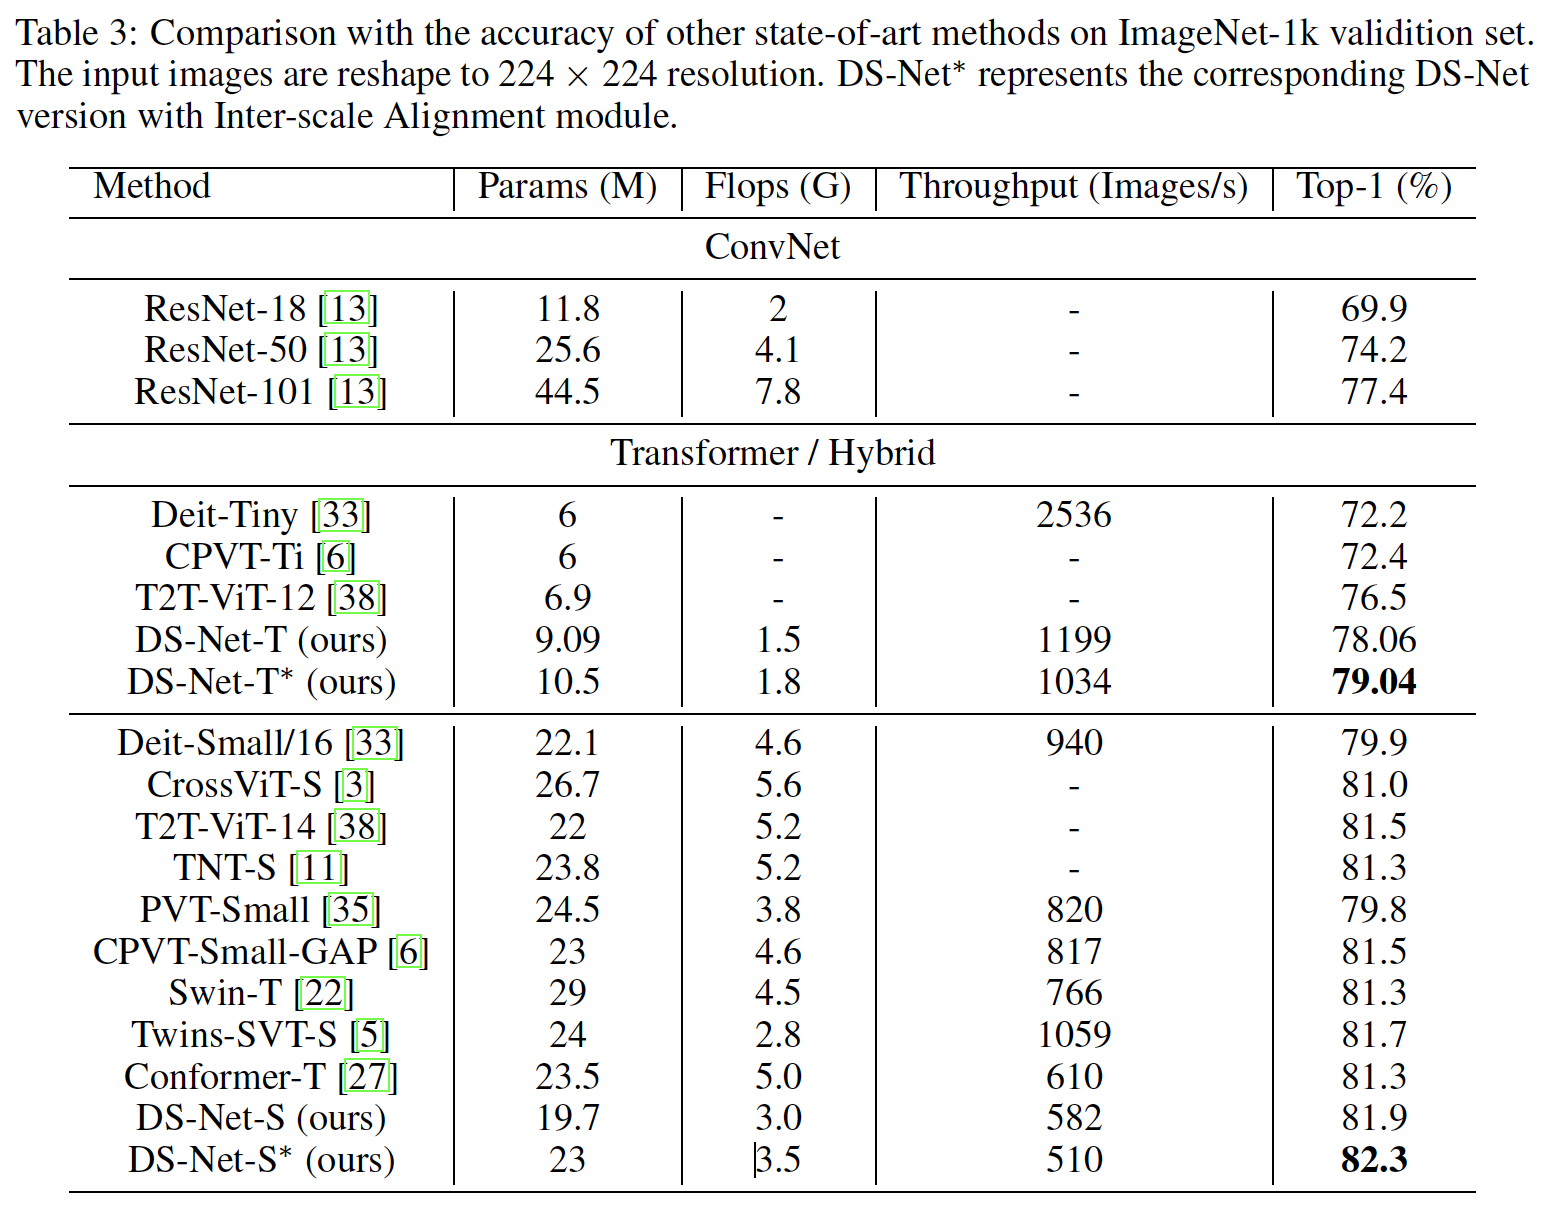 Table 3: Comparison with the accuracy of other state-of-art methods on ImageNet-1k validition set.
The input images are reshape to 224 × 224 resolution. DS-Net* represents the corresponding DS-Net
version with Inter-scale Alignment module.
Method Params (M) Flops (G) Throughput (Images/s) Top-1 (%)
ConvNet
ResNet-18 [13] 11.8 2 - 69.9
ResNet-50 [13] 25.6 4.1 - 74.2
ResNet-101 [13] 44.5 7.8 - 77.4
Transformer / Hybrid
Deit-Tiny [33] 6 - 2536 72.2
CPVT-Ti [6] 6 - - 72.4
T2T-ViT-12 [38] 6.9 - - 76.5
DS-Net-T (ours) 9.09 1.5 1199 78.06
DS-Net-T* (ours) 10.5 1.8 1034 79.04
Deit-Small/16 [33] 22.1 4.6 940 79.9
CrossViT-S [3] 26.7 5.6 - 81.0
T2T-ViT-14 [38] 22 5.2 - 81.5
TNT-S [11] 23.8 5.2 - 81.3
PVT-Small [35] 24.5 3.8 820 79.8
CPVT-Small-GAP [6] 23 4.6 817 81.5
Swin-T [22] 29 4.5 766 81.3
Twins-SVT-S [5] 24 2.8 1059 81.7
Conformer-T [27] 23.5 5.0 610 81.3
DS-Net-S (ours) 19.7 3.0 582 81.9
DS-Net-S* (ours) 23 3.5 510 82.3